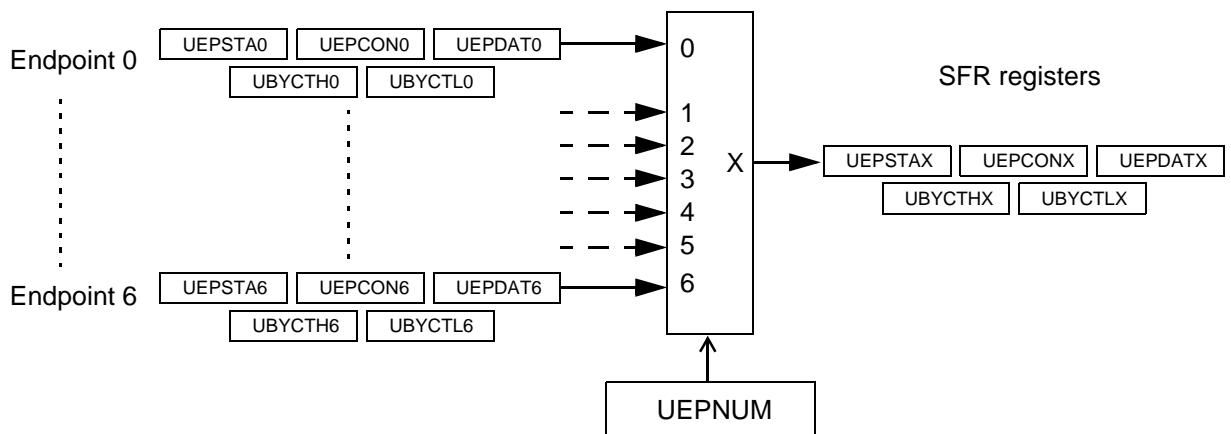 UEPSTA0 UEPCON0 UEPDAT0
Endpoint 0
0
UBYCTH0 UBYCTL0
SFR registers
1
2
X
UEPSTAX UEPCONX UEPDATX
3
UBYCTHX UBYCTLX
4
5
Endpoint 6
UEPSTA6 UEPCON6 UEPDAT6
6
UBYCTH6 UBYCTL6
UEPNUM